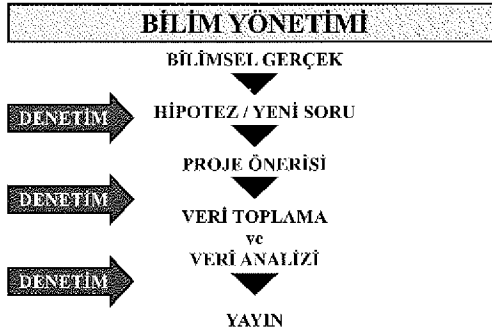 BİLİM YÖNETİMİ
BİLİMSEL GERÇEK
DENETİM
HİPOTEZ / YENİ SORU
PROJE ÖNERİSİ
DENETİM
VERİ TOPLAMA
ve
VERİ ANALİZİ
DENETİM
YAYIN